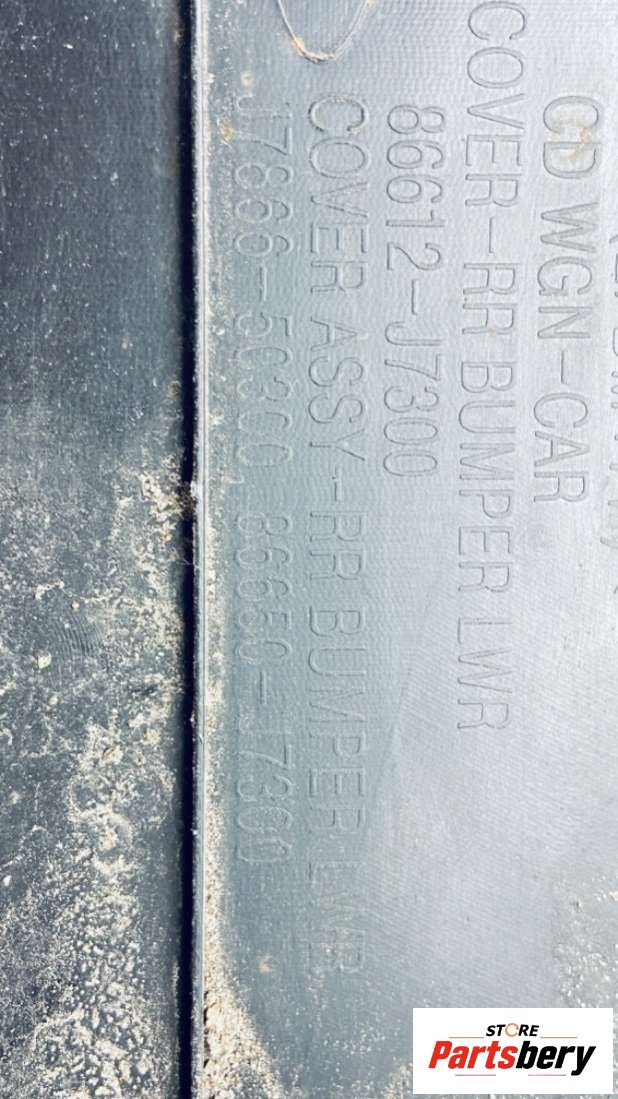 CD WGN-CAR
COVER-RR BUMPER LWR
86612-J7300
COVER ASSY-RR BUMPER LWR
STORE
Partsbery